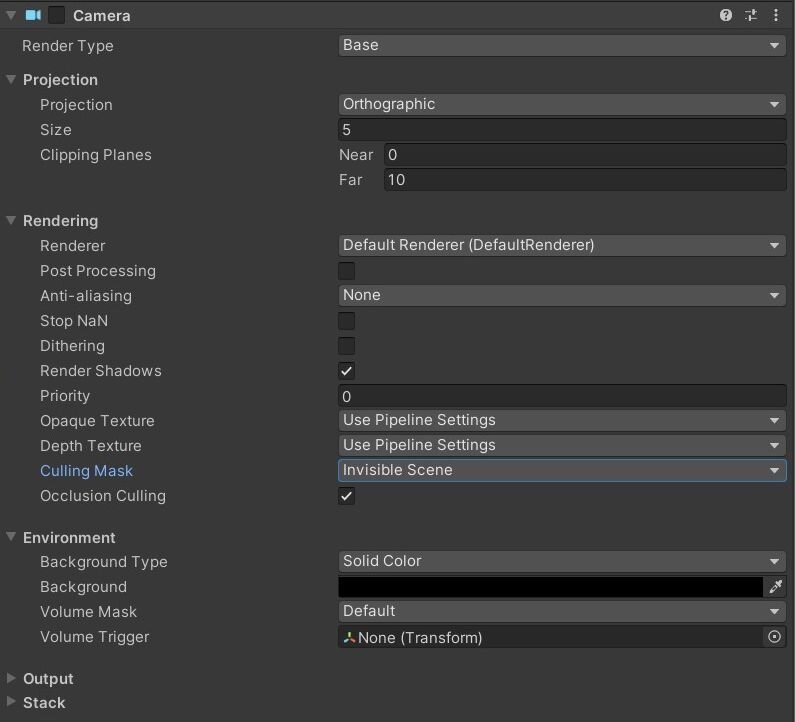 Camera
Render Type Base
Projection
Projection Orthographic
Size 5
Clipping Planes Near 0
Far 10
Rendering
Renderer Default Renderer (DefaultRenderer)
Post Processing
Anti-aliasing None
Stop NaN
Dithering
Render Shadows
Priority 0
Opaque Texture Use Pipeline Settings
Depth Texture Use Pipeline Settings
Culling Mask Invisible Scene
Occlusion Culling
Environment
Background Type Solid Color
Background
Volume Mask Default
Volume Trigger None (Transform)
Output
Stack